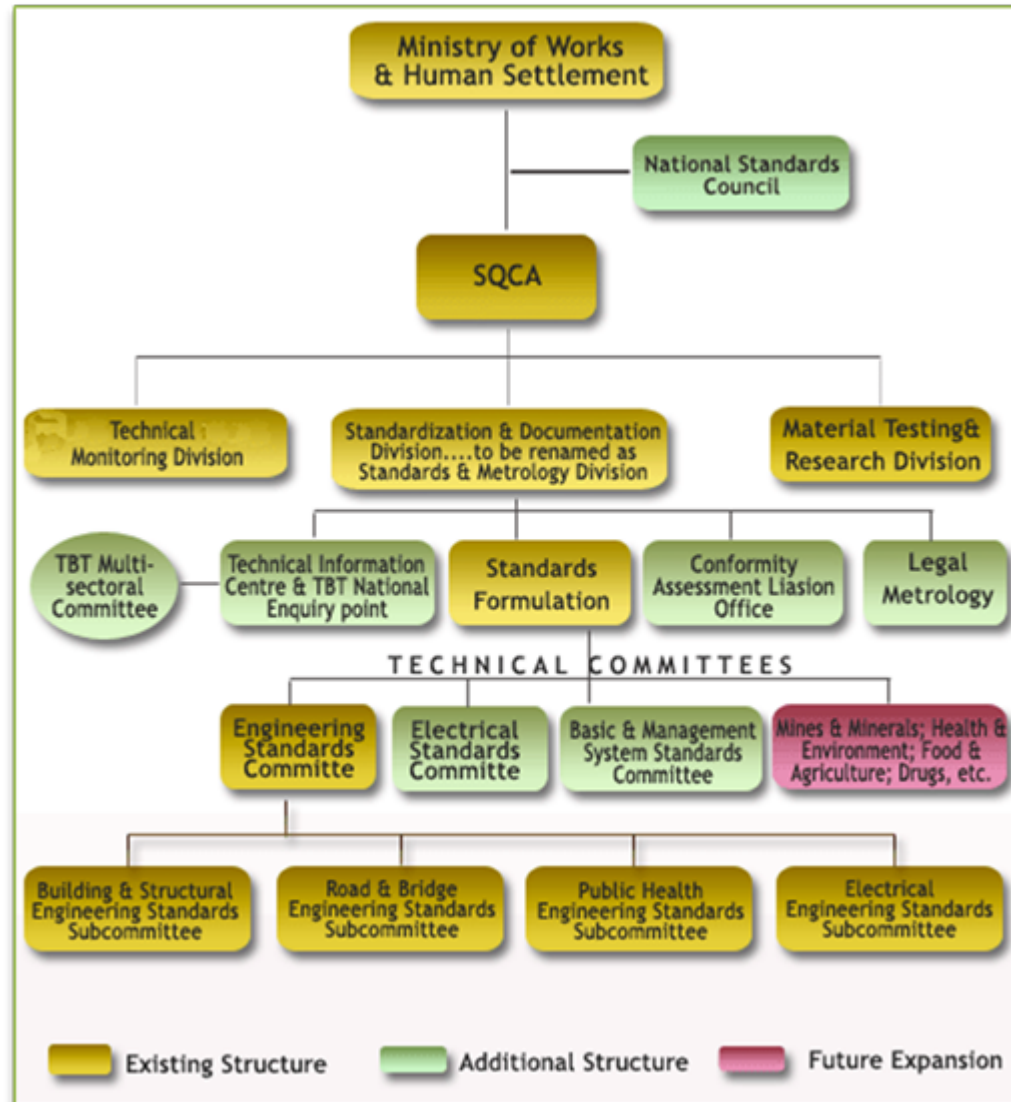 Ministry of Works
& Human Settlement
National Standards
Council
SQCA
Technical
Monitoring Division
Standardization & Documentation
Division....to be renamed as
Standards & Metrology Division
Material Testing&
Research Division
TBT Multi-
sectoral
Committee
Technical Information
Centre & TBT National
Enquiry point
Standards
Formulation
Conformity
Assessment Liasion
Office
Legal
Metrology
TECHNICAL COMMITTEES
Engineering
Standards
Committe
Electrical
Standards
Committe
Basic & Management
System Standards
Committee
Mines & Minerals; Health &
Environment; Food &
Agriculture; Drugs, etc.
Building & Structural
Engineering Standards
Subcommittee
Road & Bridge
Engineering Standards
Subcommittee
Public Health
Engineering Standards
Subcommittee
Electrical
Engineering Standards
Subcommittee
Existing Structure
Additional Structure
Future Expansion